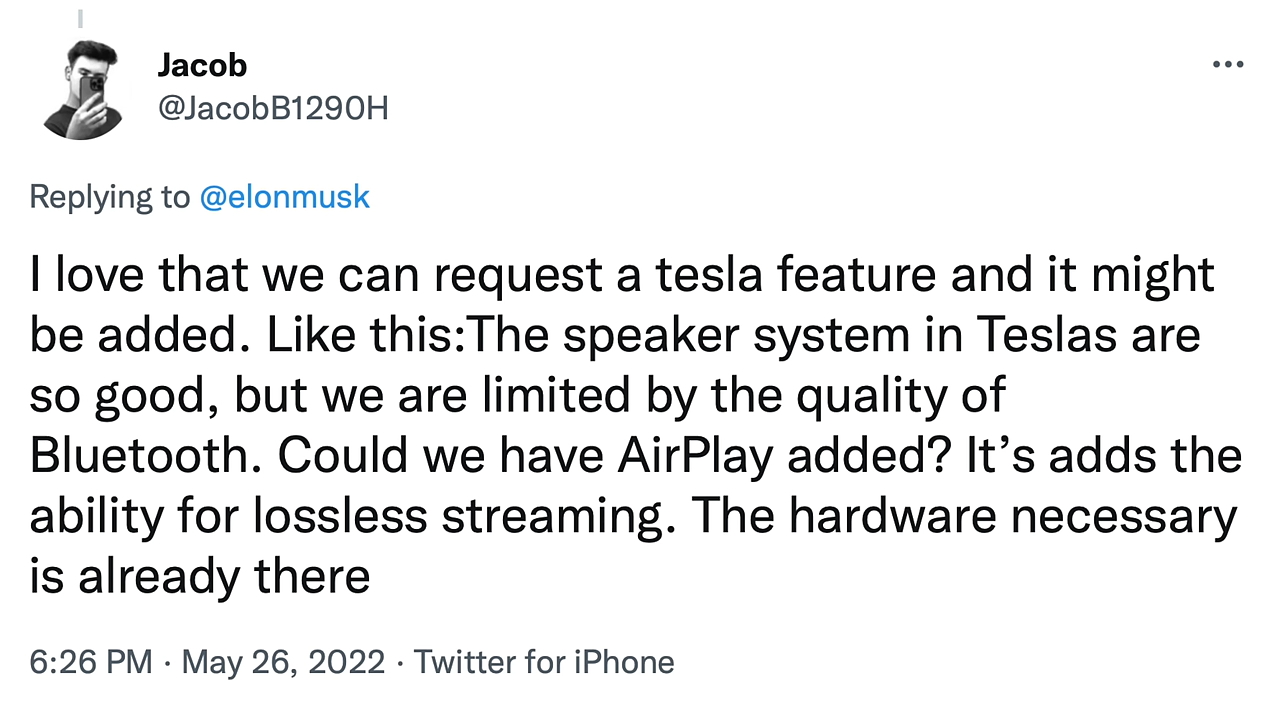 Jacob
@JacobB1290H
Replying to @elonmusk
I love that we can request a tesla feature and it might
be added. Like this:The speaker system in Teslas are
so good, but we are limited by the quality of
Bluetooth. Could we have AirPlay added? It’s adds the
ability for lossless streaming. The hardware necessary
is already there
6:26 PM · May 26, 2022 · Twitter for iPhone